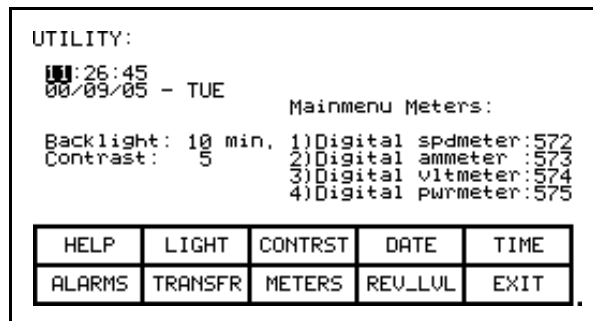 UTILITY:
11:26:45
00/09/05 - TUE
Mainmenu Meters:
Backlight: 10 min. 1)Digital spdmeter:572
Contrast: 5 2)Digital ammeter :573
3)Digital vltmeter:574
4)Digital pwrmeter:575
HELP LIGHT CONTRST DATE TIME
ALARMS TRANSFR METERS REV_LVL EXIT